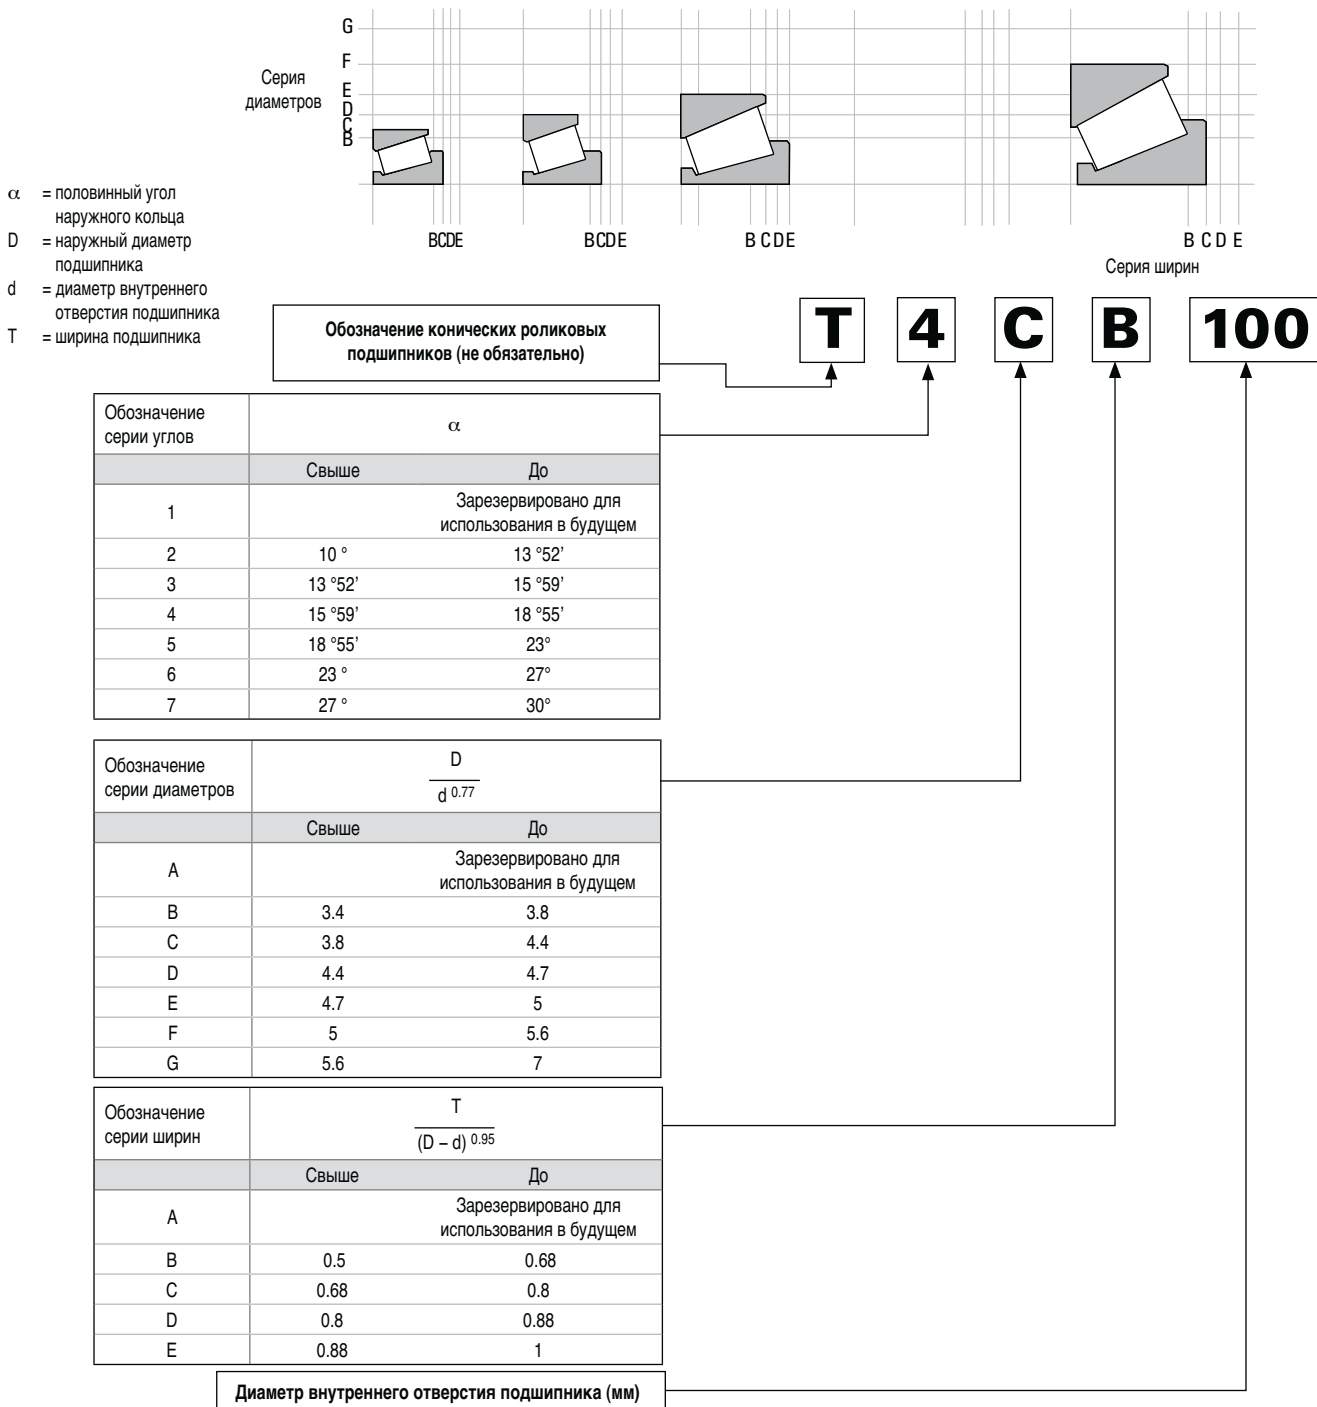 G
F
E
D
C
B
Серия
диаметров
BCDE
BCDE
B C D E
B C D E
Серия ширин
α = половинный угол
наружного кольца
D = наружный диаметр
подшипника
d = диаметр внутреннего
отверстия подшипника
T = ширина подшипника
Обозначение конических роликовых
подшипников (не обязательно)
T 4 C B 100
Обозначение
серии углов
α
Свыше До
1 Зарезервировано для
использования в будущем
2 10 ° 13 °52’
3 13 °52’ 15 °59’
4 15 °59’ 18 °55’
5 18 °55’ 23°
6 23 ° 27°
7 27 ° 30°
Обозначение
серии диаметров
D
d 0.77
Свыше До
A Зарезервировано для
использования в будущем
B 3.4 3.8
C 3.8 4.4
D 4.4 4.7
E 4.7 5
F 5 5.6
G 5.6 7
Обозначение
серии ширин
T
(D – d) 0.95
Свыше До
A Зарезервировано для
использования в будущем
B 0.5 0.68
C 0.68 0.8
D 0.8 0.88
E 0.88 1
Диаметр внутреннего отверстия подшипника (мм)